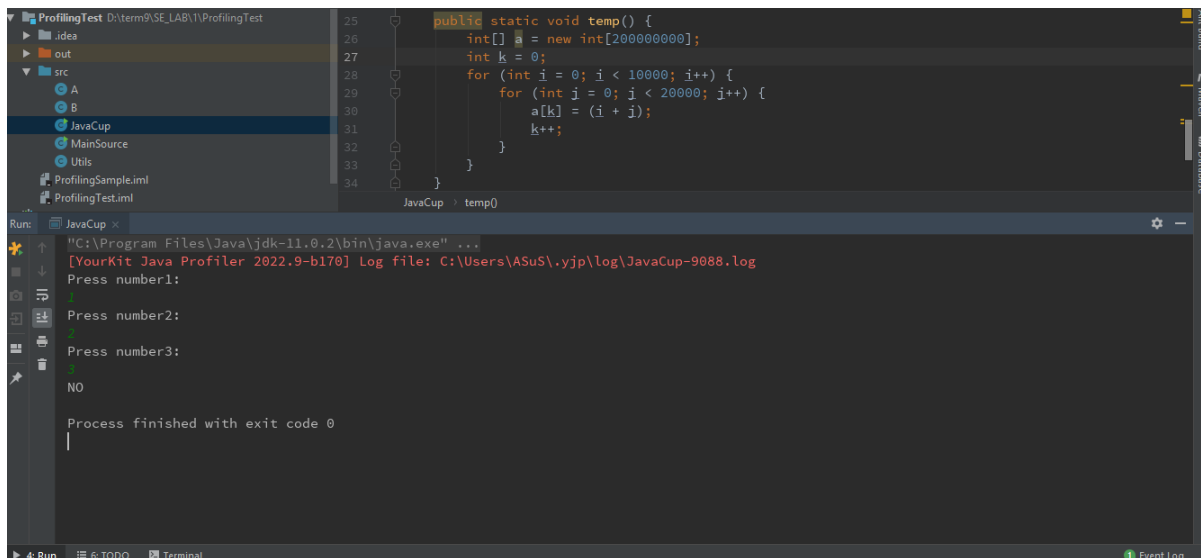 ProfilingTest D:\term9\SE_LAB\1\ProfilingTest
.idea
out
src
A
B
JavaCup
MainSource
Utils
ProfilingSample.iml
ProfilingTest.iml
25 public static void temp() {
26 int[] a = new int[200000000];
27 int k = 0;
28 for (int i = 0; i < 10000; i++) {
29 for (int j = 0; j < 20000; j++) {
30 a[k] = (i + j);
31 k++;
32 }
33 }
34 }
JavaCup › temp()
Run: JavaCup ×
"C:\Program Files\Java\jdk-11.0.2\bin\java.exe" ...
[YourKit Java Profiler 2022.9-b170] Log file: C:\Users\ASuS\.yjp\log\JavaCup-9088.log
Press number1:
1
Press number2:
2
Press number3:
3
NO
Process finished with exit code 0
4: Run 6: TODO Terminal 1 Event Log